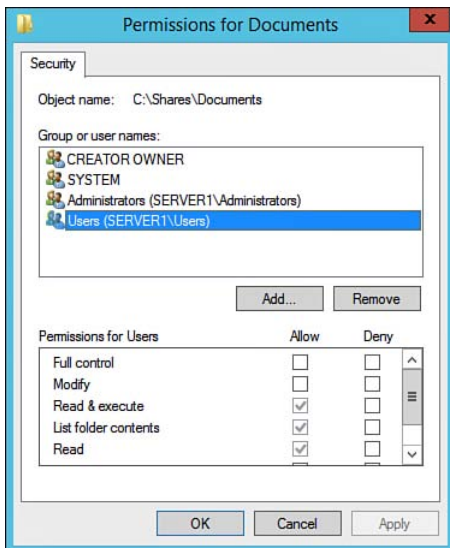 Permissions for Documents
x
Security
Object name: C:\Shares\Documents
Group or user names:
CREATOR OWNER
SYSTEM
Administrators (SERVER1\Administrators)
Users (SERVER1\Users)
Add... Remove
Permissions for Users Allow Deny
Full control
Modify
Read & execute
List folder contents
Read
OK Cancel Apply